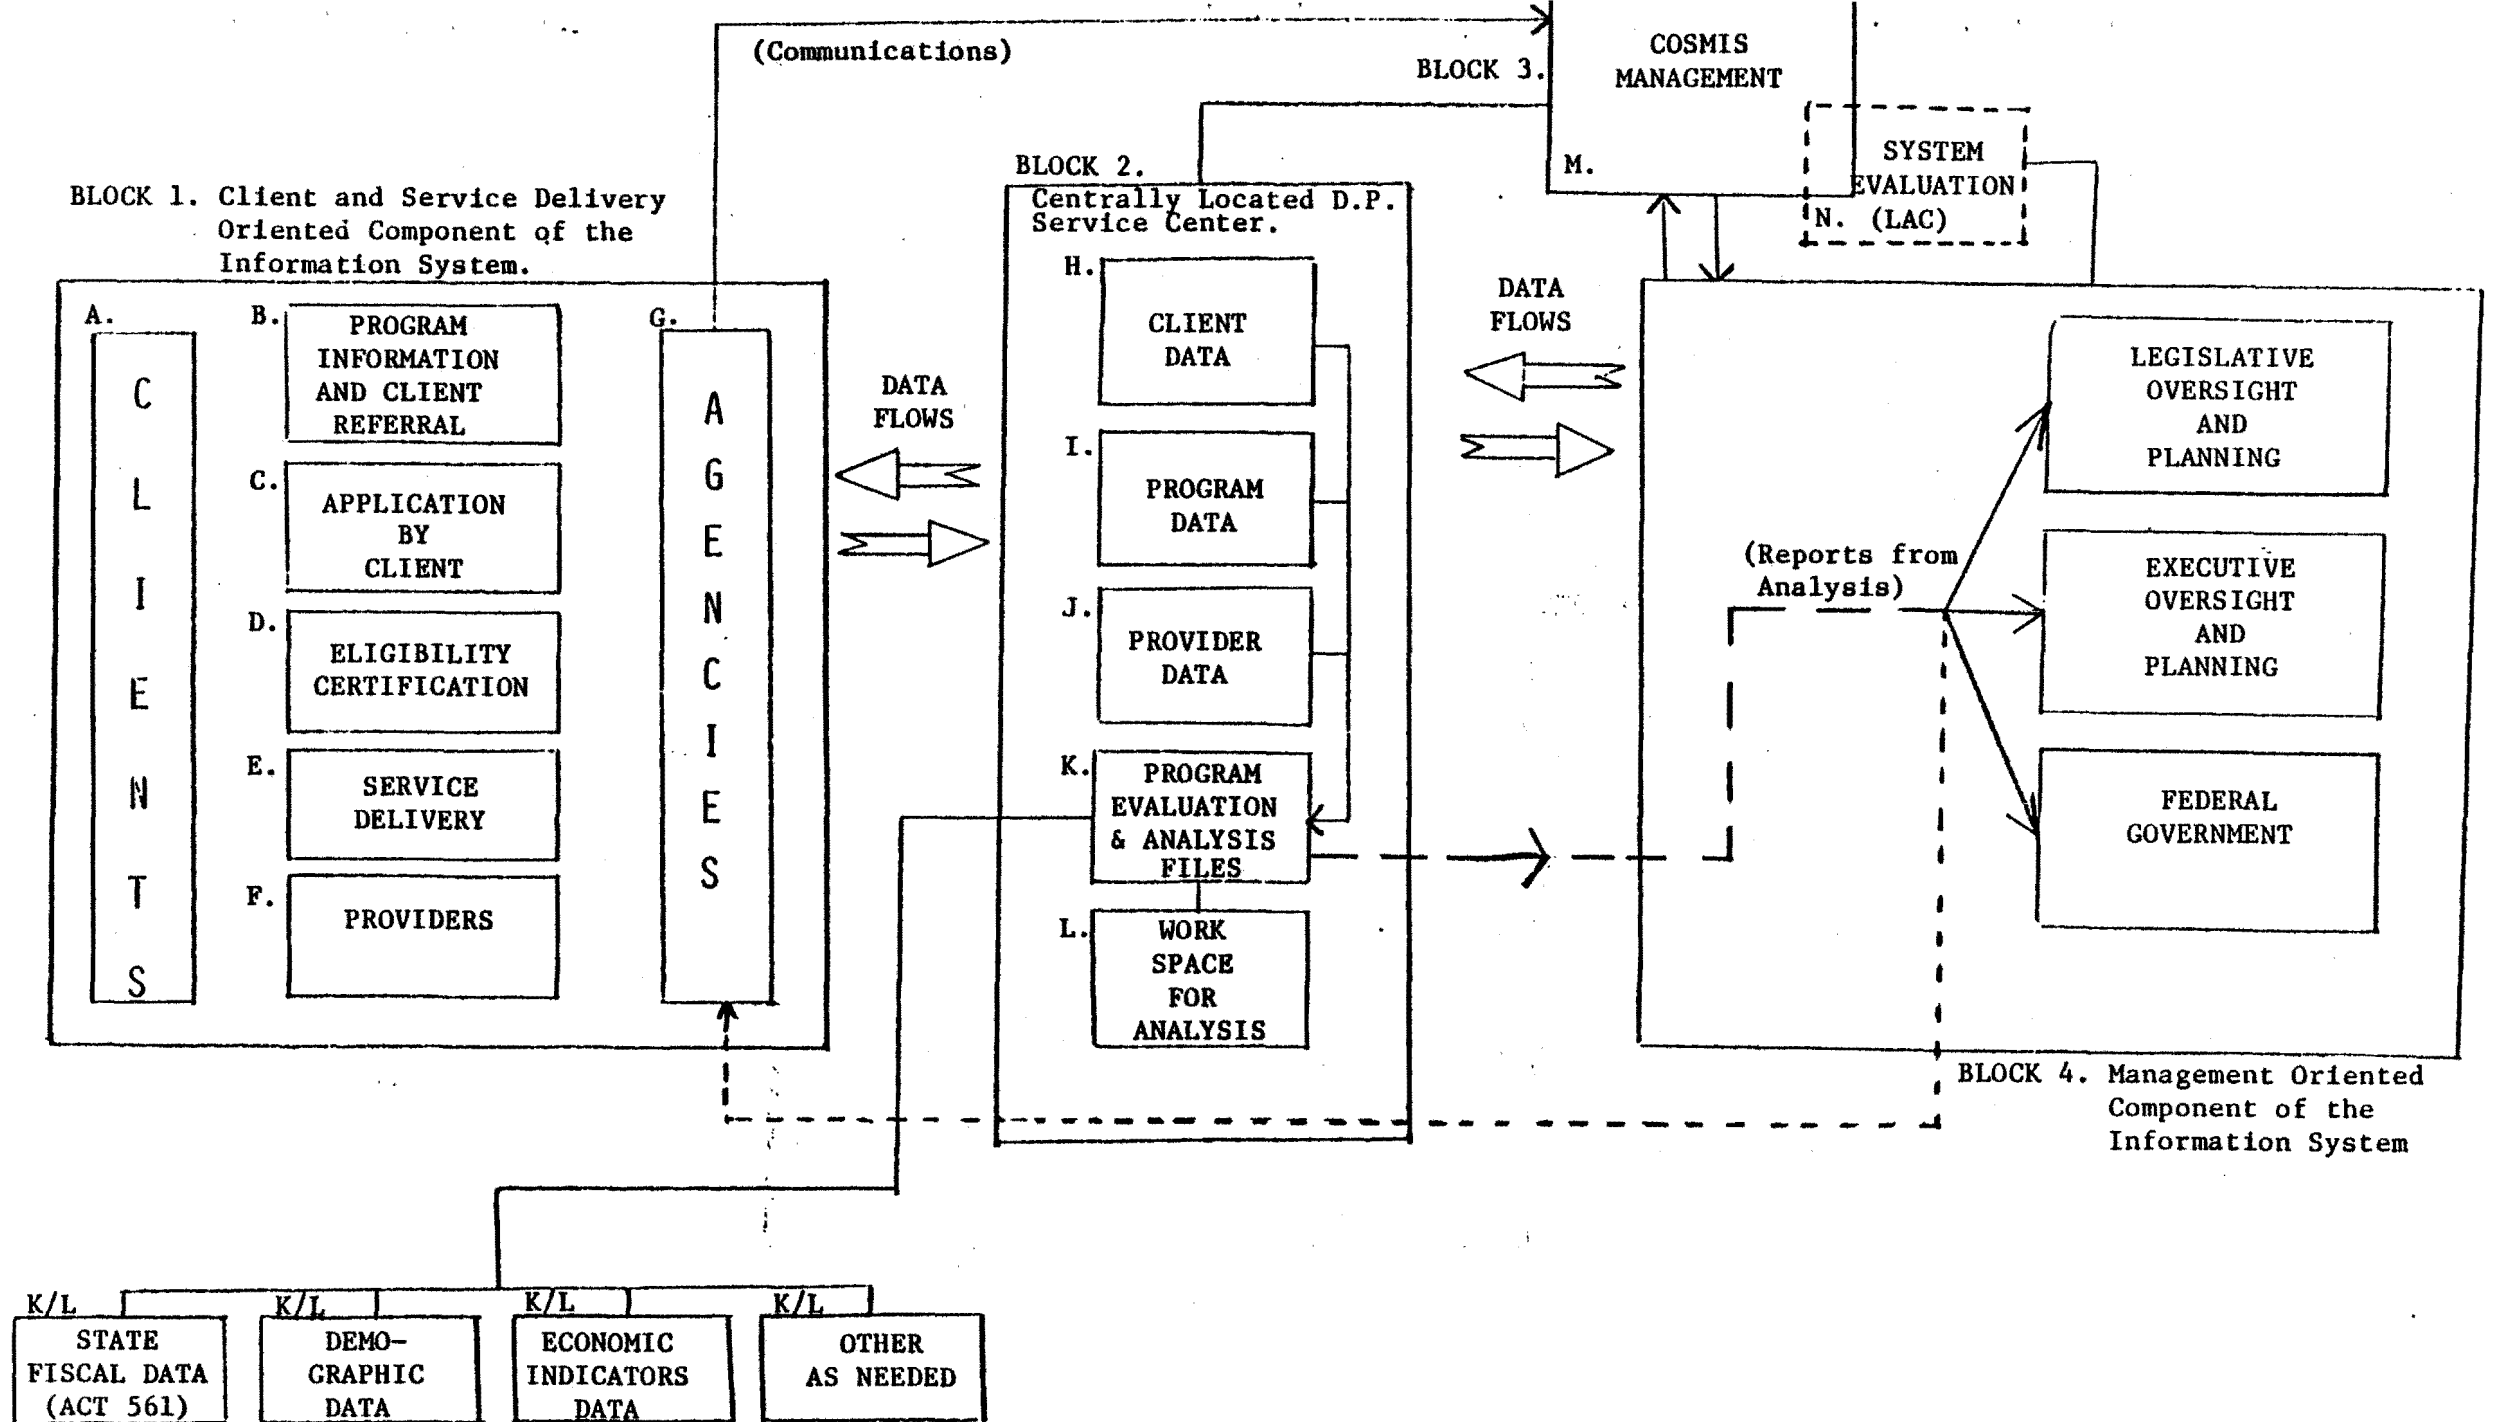 (Communications)
BLOCK 3.
COSMIS
MANAGEMENT
M.
SYSTEM
EVALUATION
N. (LAC)
BLOCK 1. Client and Service Delivery
Oriented Component of the
Information System.
A.
CLIENTS
B.
PROGRAM
INFORMATION
AND CLIENT
REFERRAL
C.
APPLICATION
BY
CLIENT
D.
ELIGIBILITY
CERTIFICATION
E.
SERVICE
DELIVERY
F.
PROVIDERS
G.
AGENCIES
DATA
FLOWS
BLOCK 2.
Centrally Located D.P.
Service Center.
H.
CLIENT
DATA
I.
PROGRAM
DATA
J.
PROVIDER
DATA
K.
PROGRAM
EVALUATION
& ANALYSIS
FILES
L.
WORK
SPACE
FOR
ANALYSIS
DATA
FLOWS
(Reports from
Analysis)
LEGISLATIVE
OVERSIGHT
AND
PLANNING
EXECUTIVE
OVERSIGHT
AND
PLANNING
FEDERAL
GOVERNMENT
BLOCK 4. Management Oriented
Component of the
Information System
K/L
STATE
FISCAL DATA
(ACT 561)
K/L
DEMO-
GRAPHIC
DATA
K/L
ECONOMIC
INDICATORS
DATA
K/L
OTHER
AS NEEDED